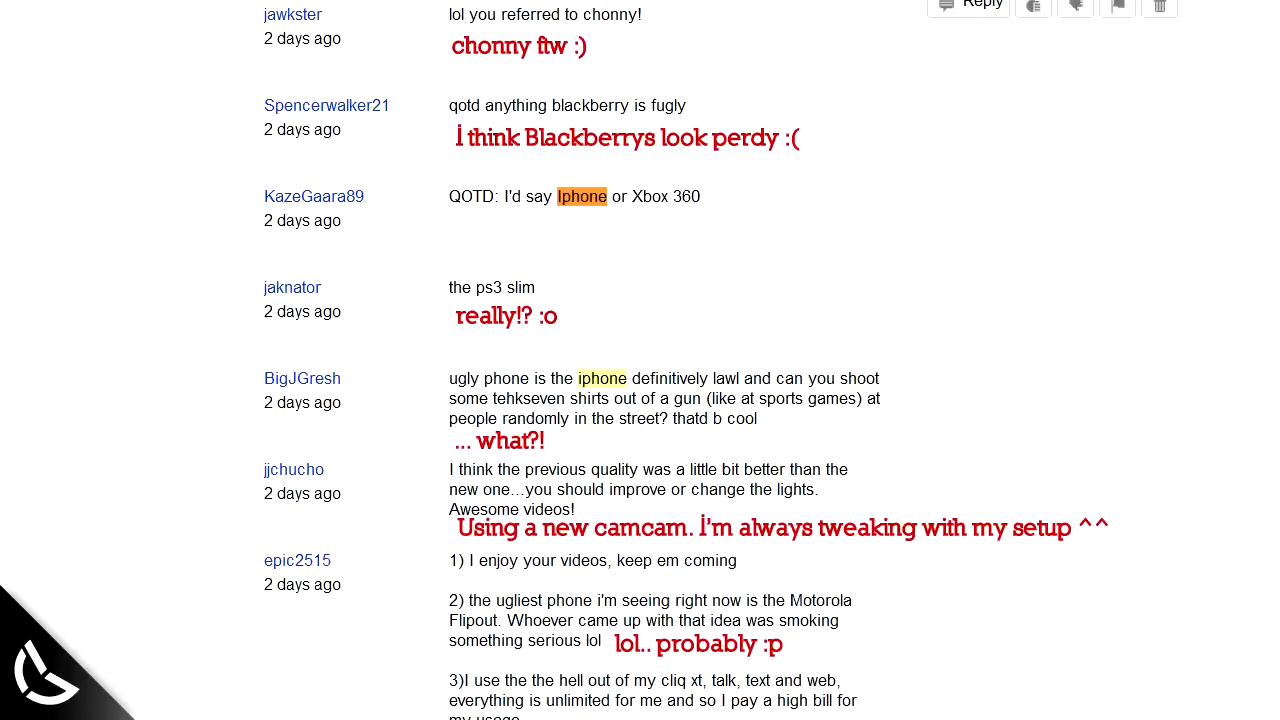 Reply
jawkster
lol you referred to chonny!
2 days ago
chonny ftw :)
Spencerwalker21
qotd anything blackberry is fugly
2 days ago
I think Blackberrys look perdy :(
KazeGaara89
QOTD: I'd say Iphone or Xbox 360
2 days ago
jaknator
the ps3 slim
2 days ago
really!? :o
BigJGresh
ugly phone is the iphone definitively lawl and can you shoot
2 days ago
some tehkseven shirts out of a gun (like at sports games) at
people randomly in the street? thatd b cool
... what?!
jjchucho
I think the previous quality was a little bit better than the
2 days ago
new one...you should improve or change the lights.
Awesome videos!
Using a new camcam. I'm always tweaking with my setup ^^
epic2515
1) I enjoy your videos, keep em coming
2 days ago
2) the ugliest phone i'm seeing right now is the Motorola
Flipout. Whoever came up with that idea was smoking
something serious lol
lol.. probably :p
3)I use the the hell out of my cliq xt, talk, text and web,
everything is unlimited for me and so I pay a high bill for
my usage